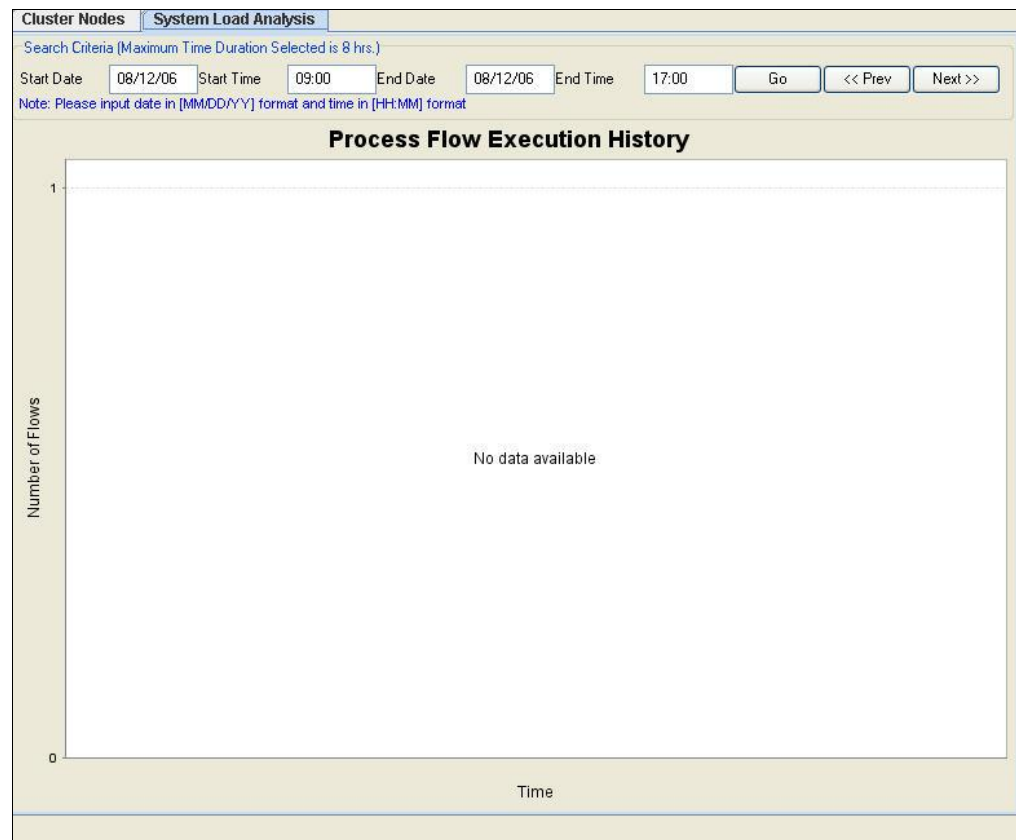 Cluster Nodes System Load Analysis
Search Criteria (Maximum Time Duration Selected is 8 hrs.)
Start Date 08/12/06 Start Time 09:00 End Date 08/12/06 End Time 17:00 Go << Prev Next >>
Note: Please input date in [MM/DD/YY] format and time in [HH:MM] format
Process Flow Execution History
1
Number of Flows
No data available
0
Time